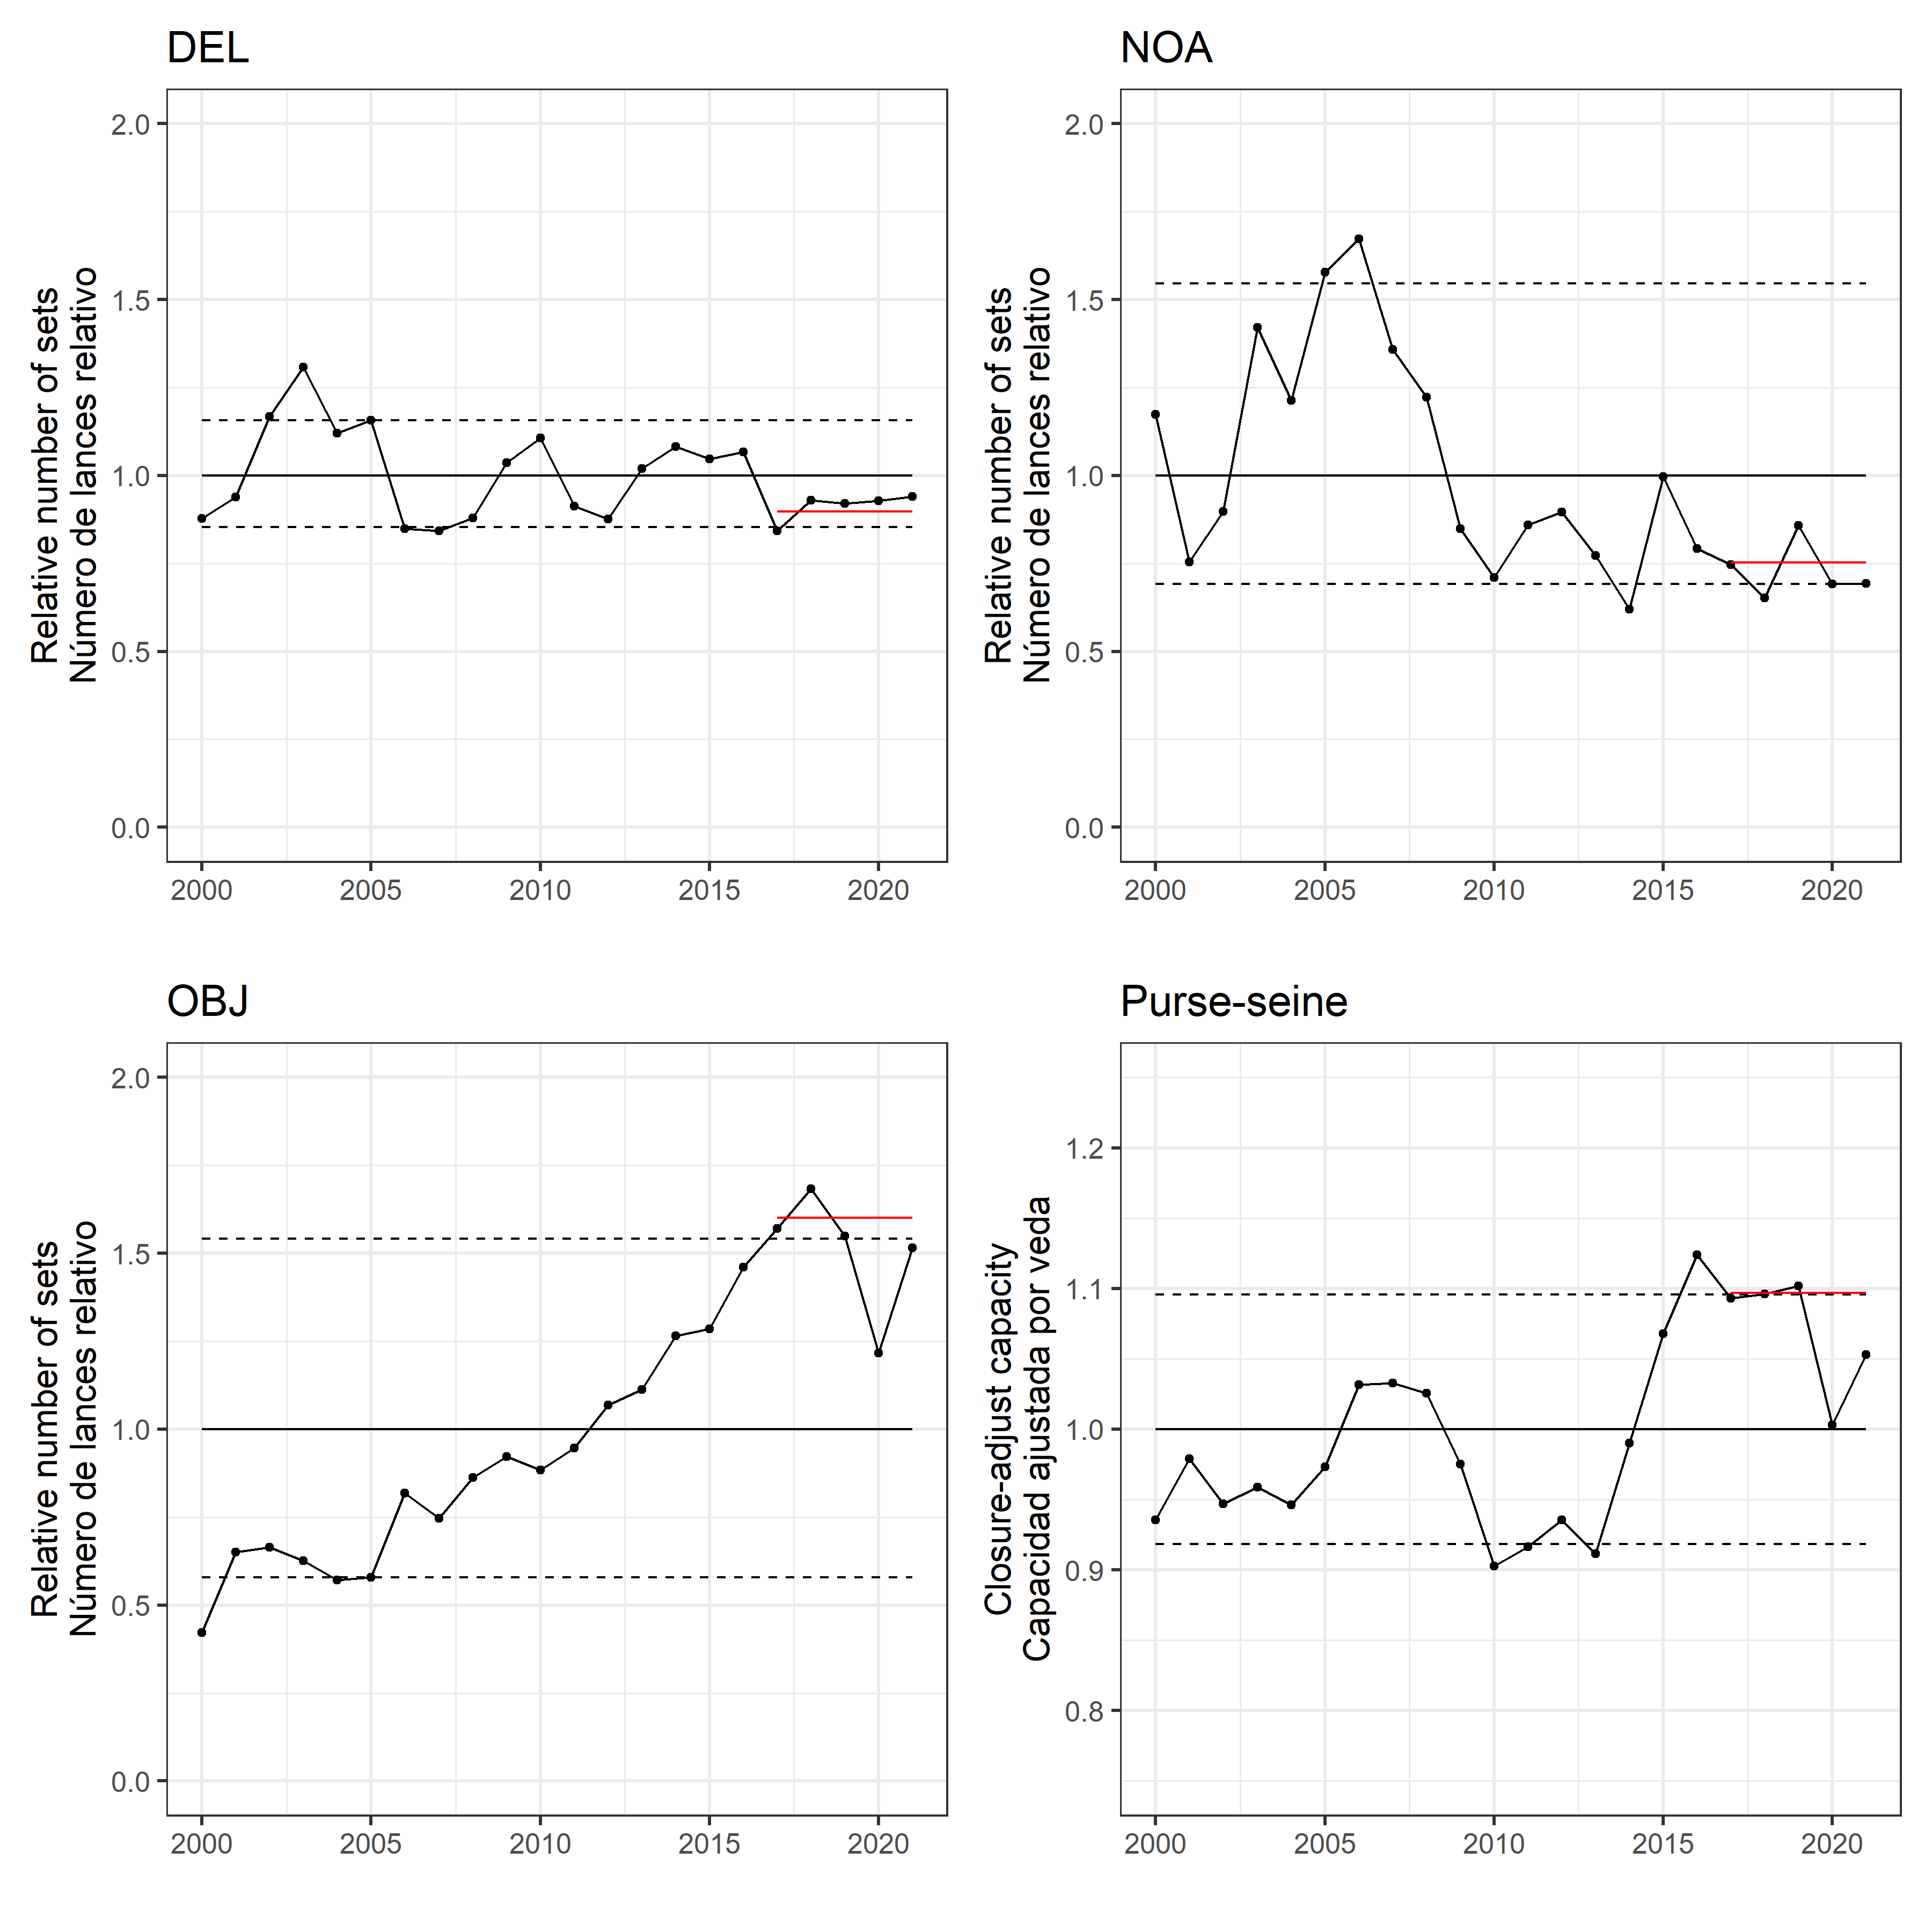 DEL
Relative number of sets
Número de lances relativo
2.0
1.5
1.0
0.5
0.0
2000 2005 2010 2015 2020
NOA
Relative number of sets
Número de lances relativo
2.0
1.5
1.0
0.5
0.0
2000 2005 2010 2015 2020
OBJ
Relative number of sets
Número de lances relativo
2.0
1.5
1.0
0.5
0.0
2000 2005 2010 2015 2020
Purse-seine
Closure-adjust capacity
Capacidad ajustada por veda
1.2
1.1
1.0
0.9
0.8
2000 2005 2010 2015 2020